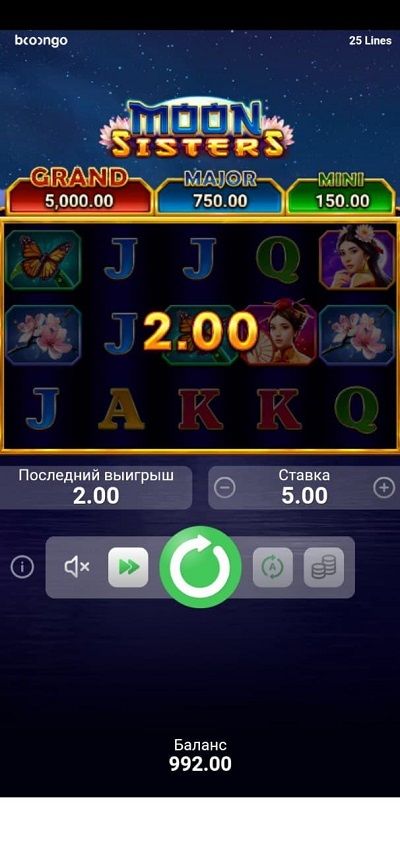 booongo 25 Lines
MOON
SISTERS
GRAND MAJOR MINI
5,000.00 750.00 150.00
J J Q
J 2.00
J A K K Q
Последний выигрыш Ставка
2.00 5.00
A
Баланс
992.00